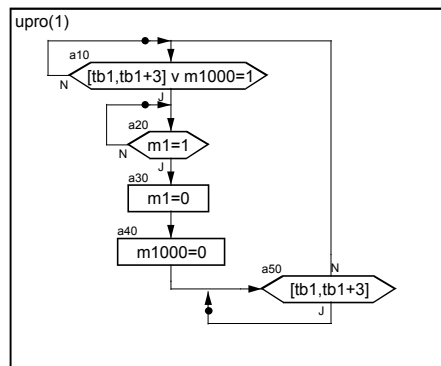 upro(1)
a10
[tb1,tb1+3] v m1000=1
N
J
a20
m1=1
N
J
a30
m1=0
a40
m1000=0
a50
N
[tb1,tb1+3]
J